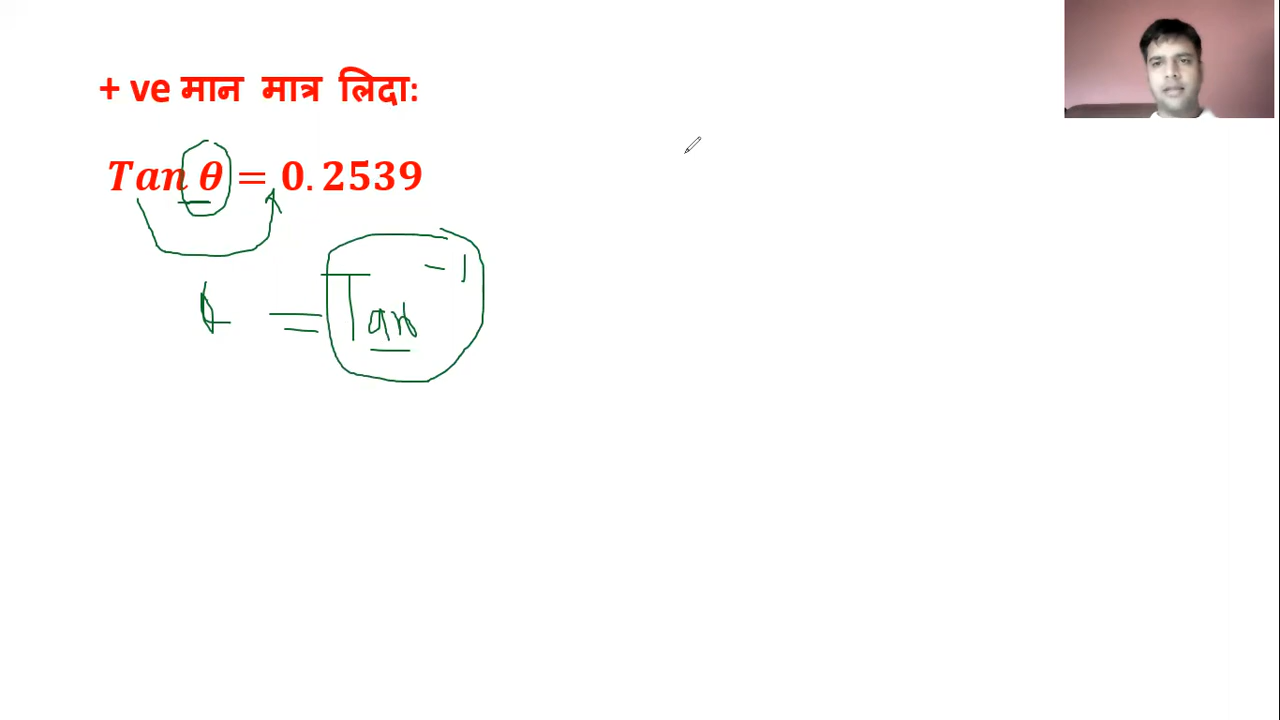 + ve मान मात्र लिदाः
Tan θ = 0.2539
= Tan⁻¹